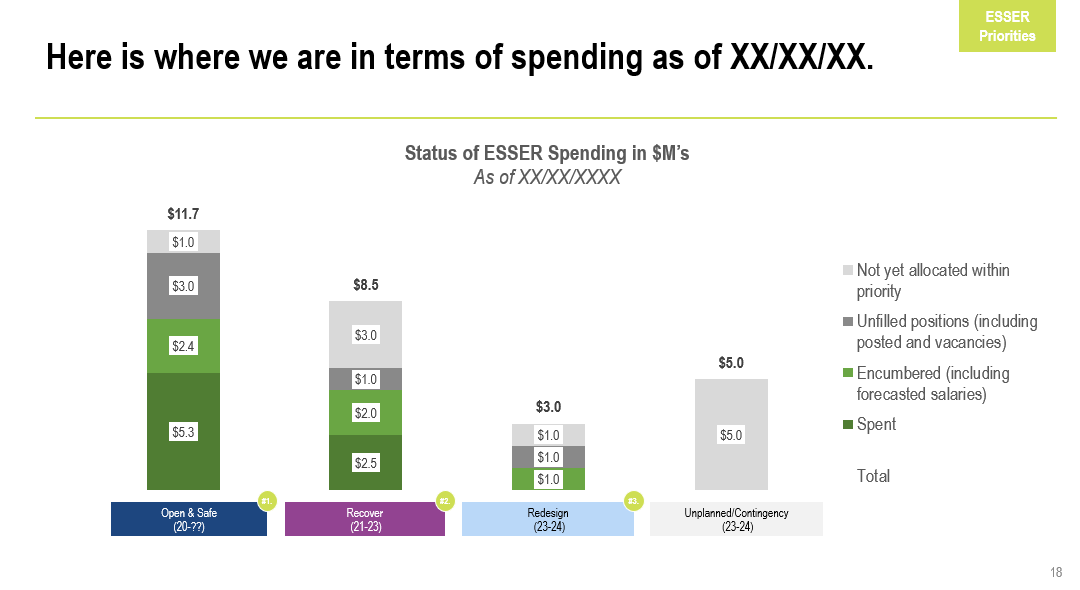 ESSER
Priorities
Here is where we are in terms of spending as of XX/XX/XX.
Status of ESSER Spending in $M’s
As of XX/XX/XXXX
$11.7
$1.0
$3.0
$2.4
$5.3
$8.5
$3.0
$1.0
$2.0
$2.5
$3.0
$1.0
$1.0
$1.0
$5.0
$5.0
Not yet allocated within
priority
Unfilled positions (including
posted and vacancies)
Encumbered (including
forecasted salaries)
Spent
Total
#1.
Open & Safe
(20-??)
#2.
Recover
(21-23)
#3.
Redesign
(23-24)
Unplanned/Contingency
(23-24)
18